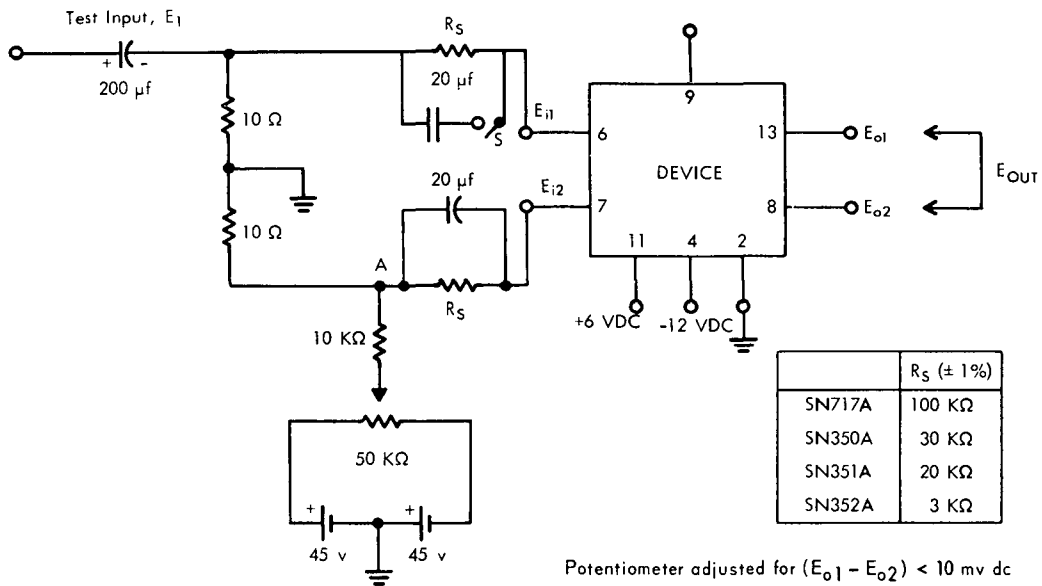 Test Input, E1
+ -
200 μf
10 Ω
10 Ω
RS
20 μf
S
Ei1
20 μf
Ei2
A
RS
10 KΩ
50 KΩ
+
45 v
+
45 v
9
6
7
DEVICE
13
8
11
4
2
Eo1
Eo2
EOUT
+6 VDC
-12 VDC
RS (± 1%)
SN717A 100 KΩ
SN350A 30 KΩ
SN351A 20 KΩ
SN352A 3 KΩ
Potentiometer adjusted for (Eo1 - Eo2) < 10 mv dc